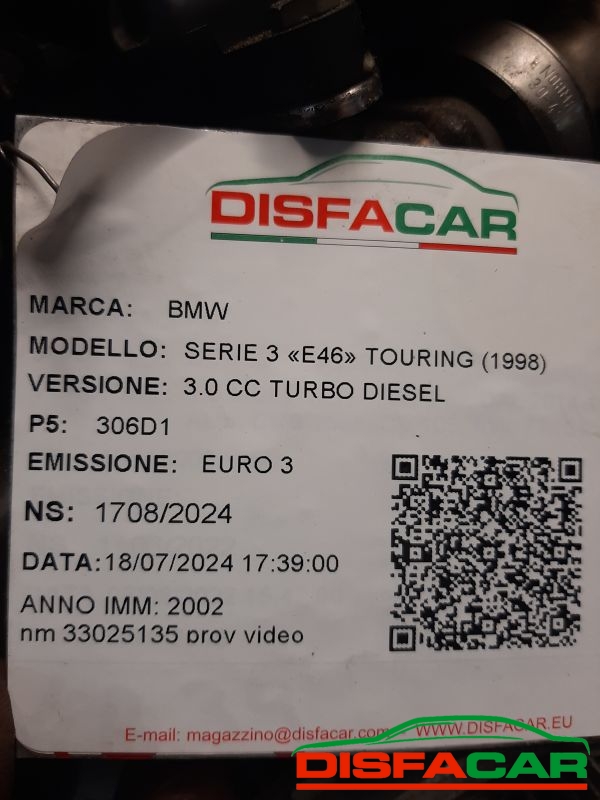 DISFACAR
MARCA: BMW
MODELLO: SERIE 3 «E46» TOURING (1998)
VERSIONE: 3.0 CC TURBO DIESEL
P5: 306D1
EMISSIONE: EURO 3
NS: 1708/2024
DATA:18/07/2024 17:39:00
ANNO IMM: 2002
nm 33025135 prov video
E-mail: magazzino@disfacar.com
WWW.DISFACAR.EU
DISFACAR